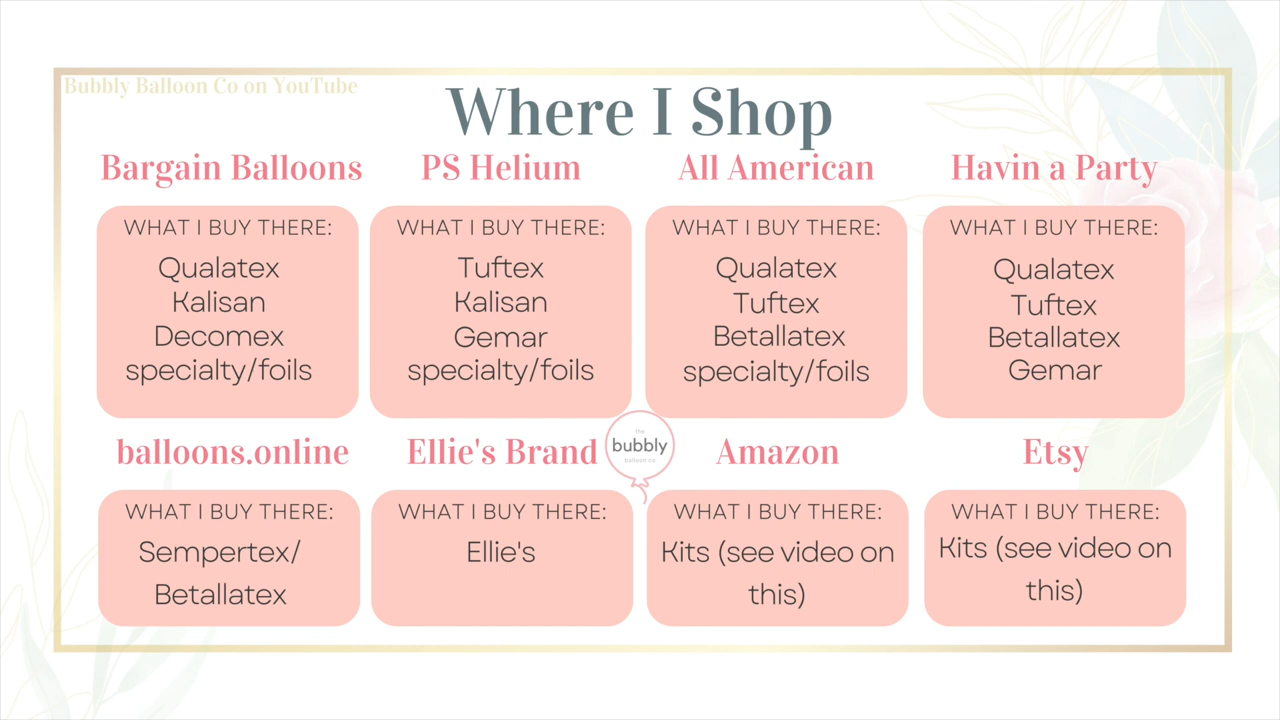 Bubbly Balloon Co on YouTube
Where I Shop
Bargain Balloons
WHAT I BUY THERE:
Qualatex
Kalisan
Decomex
specialty/foils
PS Helium
WHAT I BUY THERE:
Tuftex
Kalisan
Gemar
specialty/foils
All American
WHAT I BUY THERE:
Qualatex
Tuftex
Betallatex
specialty/foils
Havin a Party
WHAT I BUY THERE:
Qualatex
Tuftex
Betallatex
Gemar
balloons.online
WHAT I BUY THERE:
Sempertex/
Betallatex
Ellie's Brand
WHAT I BUY THERE:
Ellie's
the
bubbly
balloon co
Amazon
WHAT I BUY THERE:
Kits (see video on
this)
Etsy
WHAT I BUY THERE:
Kits (see video on
this)